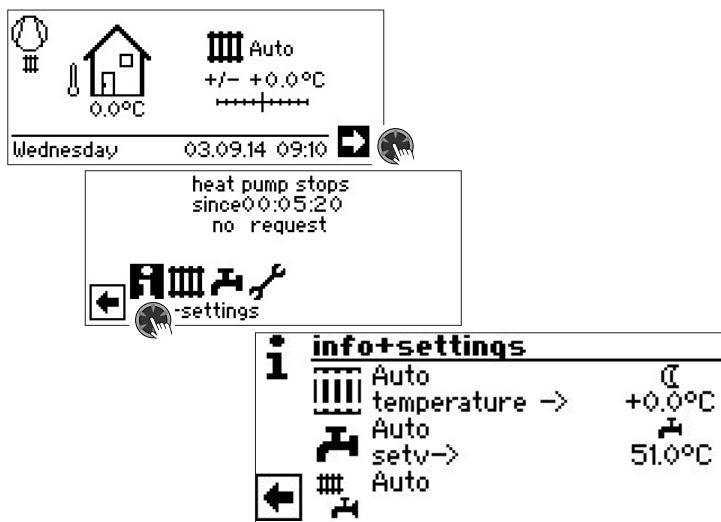 Auto
+/- +0.0°C
0.0°C
Wednesday 03.09.14 09:10
heat pump stops
since00:05:20
no request
-settings
info+settings
Auto
temperature -> +0.0°C
Auto
setv-> 51.0°C
Auto